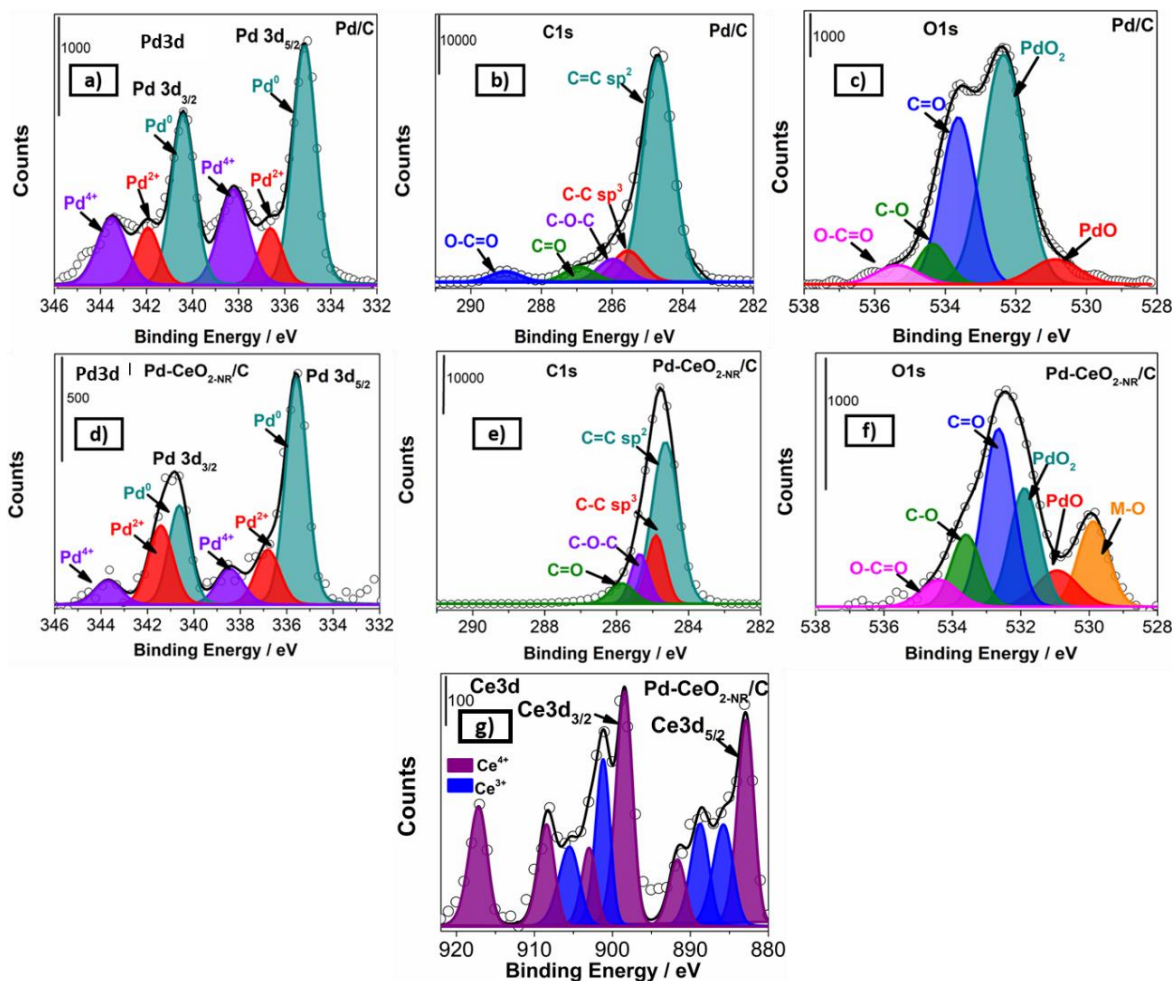 1000
Pd3d
Pd 3d5/2
Pd/C
a)
Pd 3d3/2
Pd⁰
Pd⁰
Pd⁴⁺
Pd²⁺
Pd⁴⁺
Pd²⁺
Counts
346 344 342 340 338 336 334 332
Binding Energy / eV
10000
C1s
Pd/C
b)
C=C sp²
C-C sp³
C-O-C
O-C=O
C=O
Counts
290 288 286 284 282
Binding Energy / eV
1000
O1s
Pd/C
c)
PdO2
C=O
C-O
O-C=O
PdO
Counts
538 536 534 532 530 528
Binding Energy / eV
Pd3d
500
Pd-CeO2-NR/C
Pd 3d5/2
d)
Pd⁰
Pd 3d3/2
Pd⁰
Pd²⁺
Pd²⁺
Pd⁴⁺
Pd⁴⁺
Counts
346 344 342 340 338 336 334 332
Binding Energy / eV
10000
C1s
Pd-CeO2-NR/C
e)
C=C sp²
C-C sp³
C-O-C
C=O
Counts
290 288 286 284 282
Binding Energy / eV
1000
O1s
Pd-CeO2-NR/C
f)
C=O
PdO2
PdO
M-O
C-O
O-C=O
Counts
538 536 534 532 530 528
Binding Energy / eV
Ce3d
100
Pd-CeO2-NR/C
g)
Ce3d3/2
Ce3d5/2
Ce⁴⁺
Ce³⁺
Counts
920 910 900 890 880
Binding Energy / eV